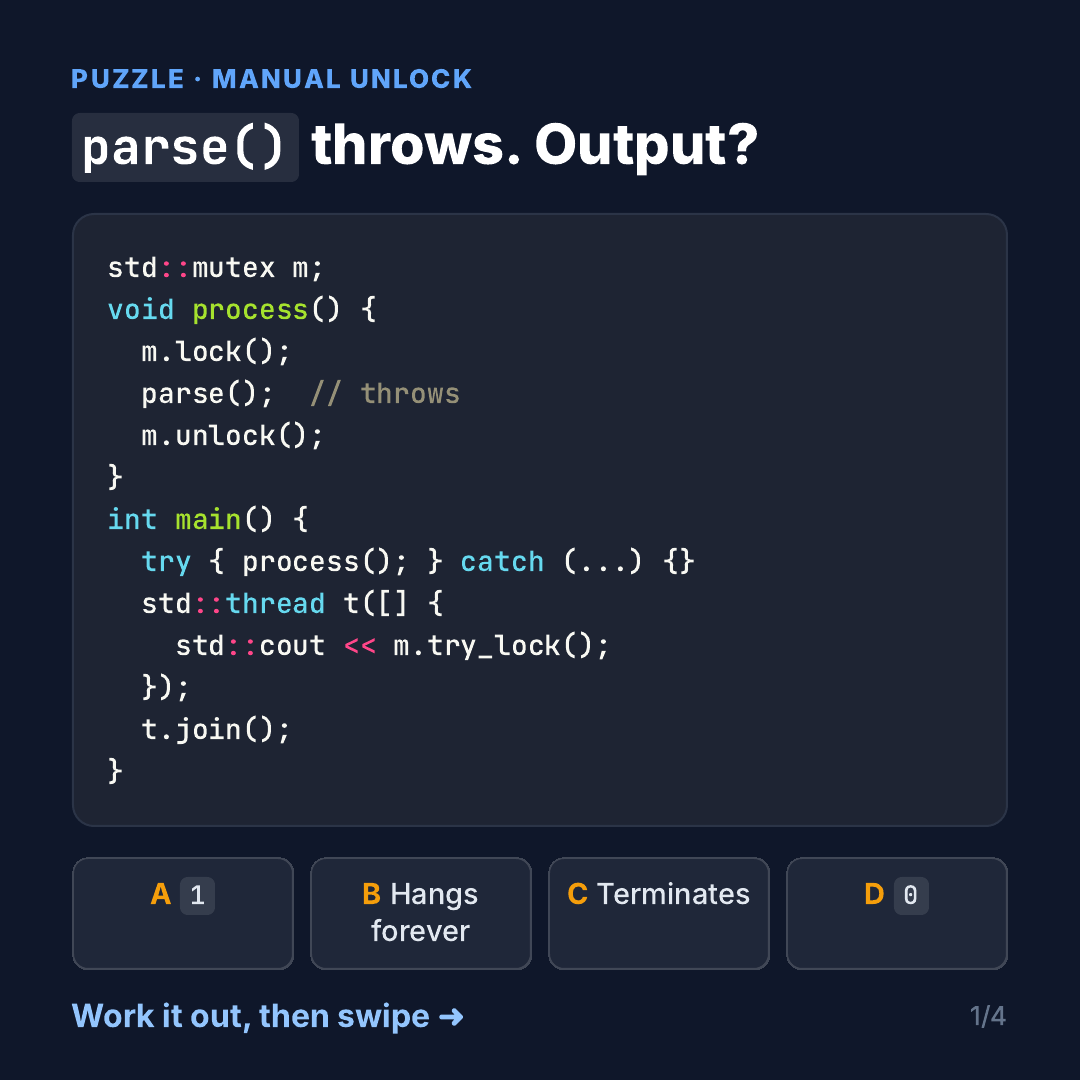 PUZZLE · MANUAL UNLOCK
parse() throws. Output?
std::mutex m;
void process() {
  m.lock();
  parse();  // throws
  m.unlock();
}
int main() {
  try { process(); } catch (...) {}
  std::thread t([] {
    std::cout << m.try_lock();
  });
  t.join();
}
A 1
B Hangs
forever
C Terminates
D 0
Work it out, then swipe ➜
1/4